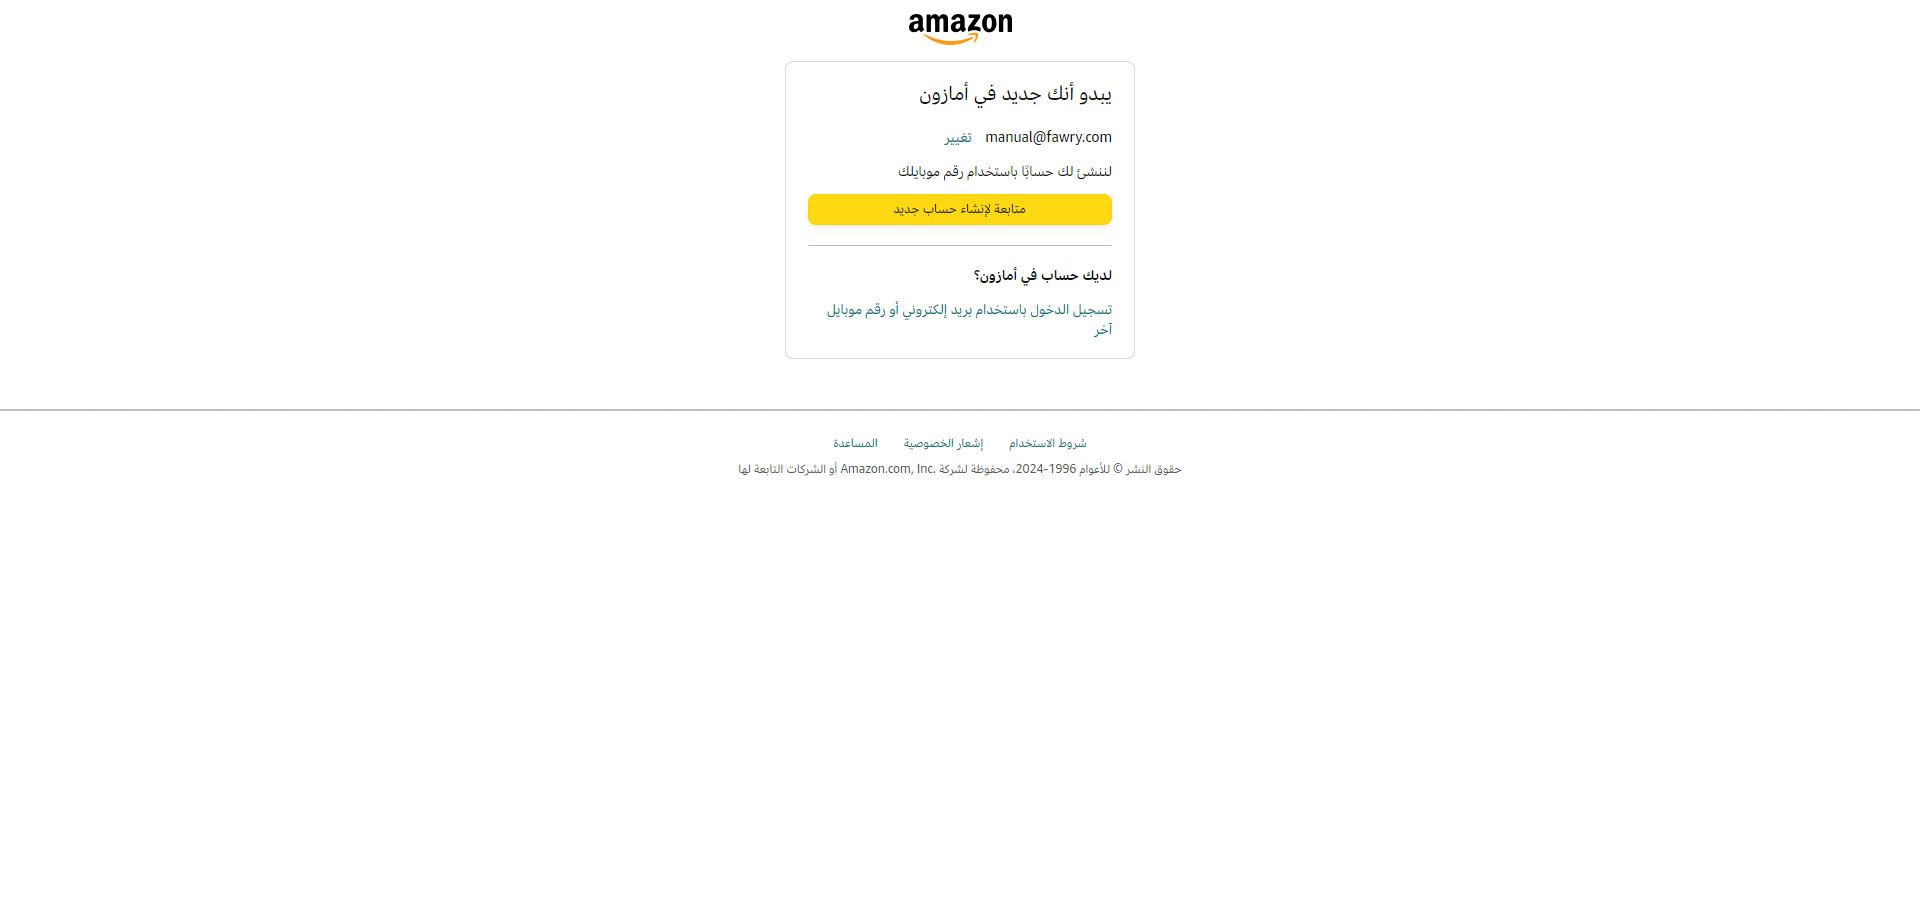 amazon
يبدو أنك جديد في أمازون
manual@fawry.com تغيير
لننشئ لك حسابًا باستخدام رقم موبايلك
متابعة لإنشاء حساب جديد
لديك حساب في أمازون؟
تسجيل الدخول باستخدام بريد إلكتروني أو رقم موبايل
آخر
شروط الاستخدام إشعار الخصوصية المساعدة
حقوق النشر © للأعوام 1996-2024، محفوظة لشركة Amazon.com, Inc. أو الشركات التابعة لها